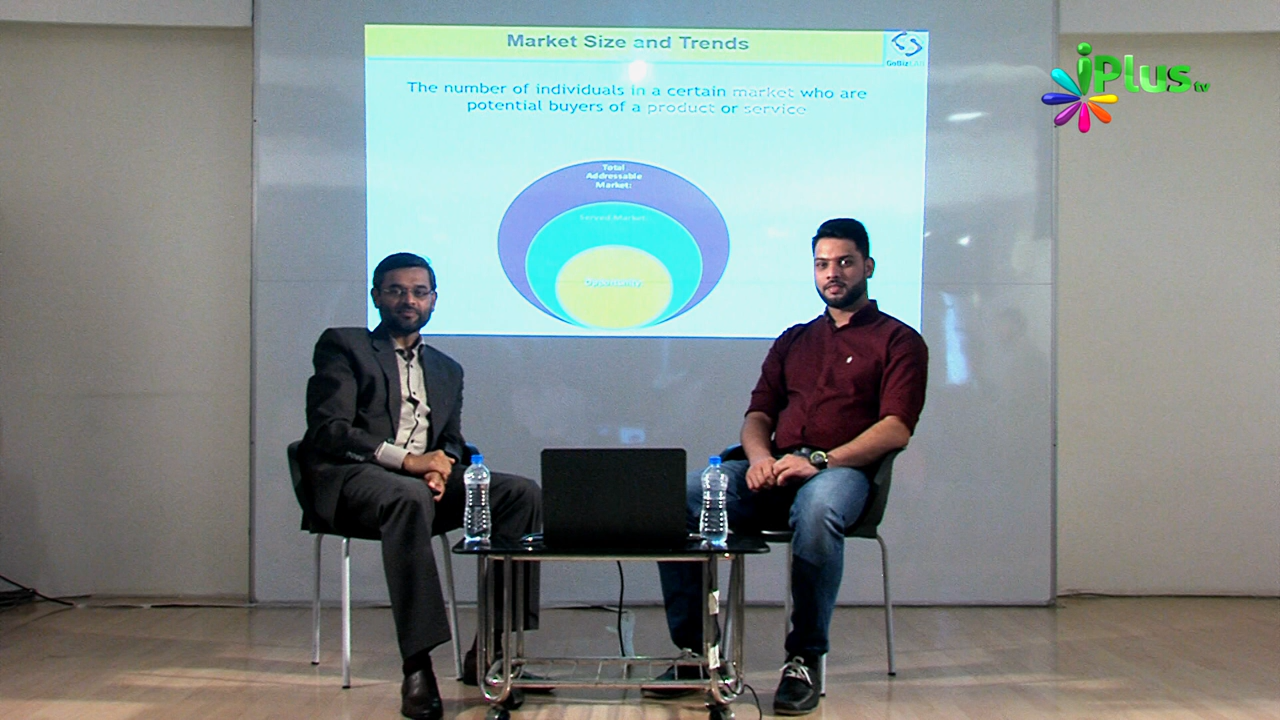 Market Size and Trends
GoBizLAB
The number of individuals in a certain market who are
potential buyers of a product or service
Total
Addressable
Market:
Served Market
Opportunity
iPlus tv